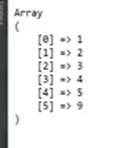 Array
(
[0] => 1
[1] => 2
[2] => 3
[3] => 4
[4] => 5
[5] => 9
)